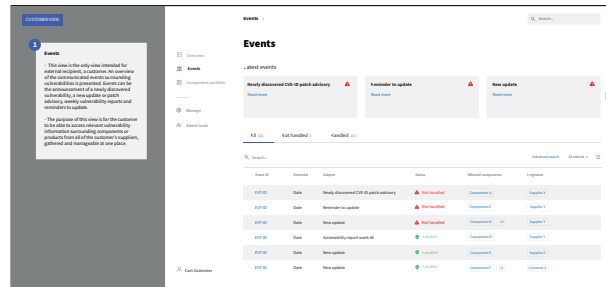 CUSTOMER VIEW
1
Events
- This view is the only view intended for
external recipient, a customer. An overview
of the communicated events surrounding
vulnerabilities is presented. Events can be
the announcement of a newly discovered
vulnerability, a new update or patch
advisory, weekly vulnerability reports and
reminders to update.
- The purpose of this view is for the customer
to be able to access relevant vulnerability
information surrounding components or
products from all of the customer's suppliers,
gathered and manageable at one place.
Overview
Events
Component portfolio
Manage
Admin tools
Carl Customer
Events
Search...
Events
Latest events
Newly discovered CVE-ID patch advisory
Read more
Reminder to update
Read more
New update
Read more
All
Not handled
Handled
Search...
Advanced search
20 entries
Event ID Received Subject Status Affected components Originator
EVT-ID Date Newly discovered CVE-ID patch advisory Not handled Component A Supplier X
EVT-ID Date Reminder to update Not handled Component B Supplier Y
EVT-ID Date New update Not handled Component B +3 Supplier Y
EVT-ID Date Vulnerability report week 46 Handled Component D Supplier Y
EVT-ID Date New update Handled Component E Supplier Z
EVT-ID Date New update Handled Component F +2 Customer Z